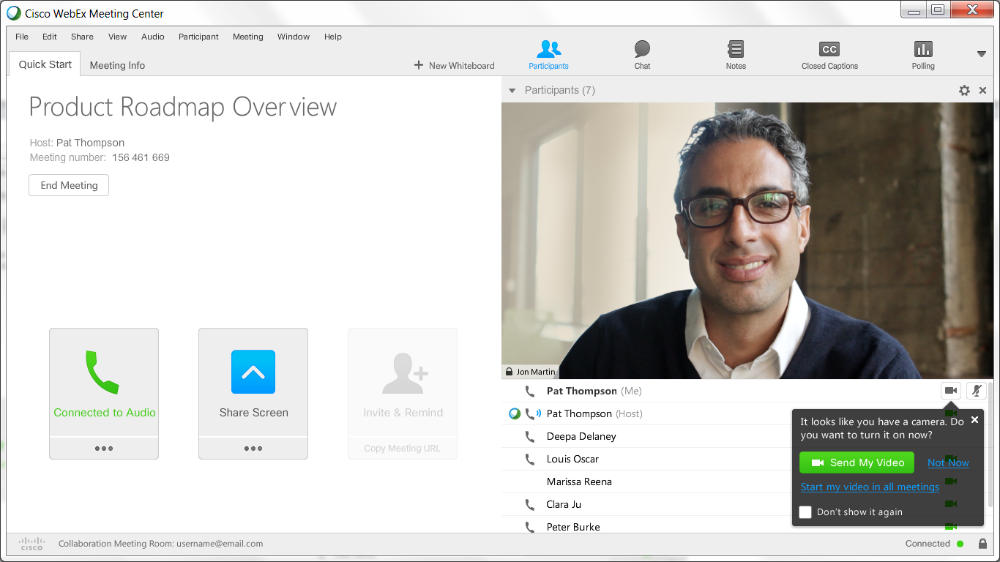 Cisco WebEx Meeting Center
File Edit Share View Audio Participant Meeting Window Help
Quick Start Meeting Info New Whiteboard
Participants Chat Notes CC Closed Captions Polling
Product Roadmap Overview
Host: Pat Thompson
Meeting number: 156 461 669
End Meeting
Connected to Audio
Share Screen
Invite & Remind
Copy Meeting URL
Participants (7)
Jon Martin
Pat Thompson (Me)
Pat Thompson (Host)
Deepa Delaney
Louis Oscar
Marissa Reena
Clara Ju
Peter Burke
It looks like you have a camera. Do
you want to turn it on now?
Send My Video Not Now
Start my video in all meetings
Don't show it again
cisco Collaboration Meeting Room: username@email.com
Connected